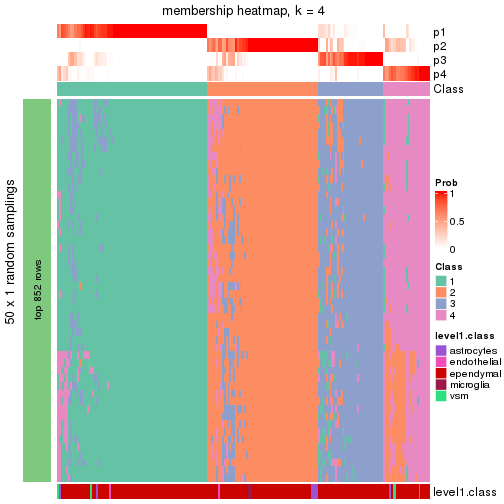 membership heatmap, k = 4
p1
p2
p3
p4
Class
50 x 1 random samplings
top 852 rows
Prob
1
0.5
0
Class
1
2
3
4
level1.class
astrocytes
endothelial
ependymal
microglia
vsm
level1.class